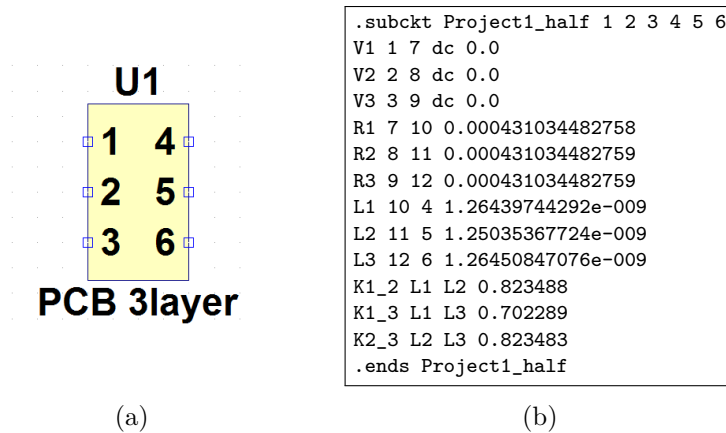 U1
1 4
2 5
3 6
PCB 3layer
(a)
.subckt Project1_half 1 2 3 4 5 6
V1 1 7 dc 0.0
V2 2 8 dc 0.0
V3 3 9 dc 0.0
R1 7 10 0.000431034482758
R2 8 11 0.000431034482759
R3 9 12 0.000431034482759
L1 10 4 1.26439744292e-009
L2 11 5 1.25035367724e-009
L3 12 6 1.26450847076e-009
K1_2 L1 L2 0.823488
K1_3 L1 L3 0.702289
K2_3 L2 L3 0.823483
.ends Project1_half
(b)